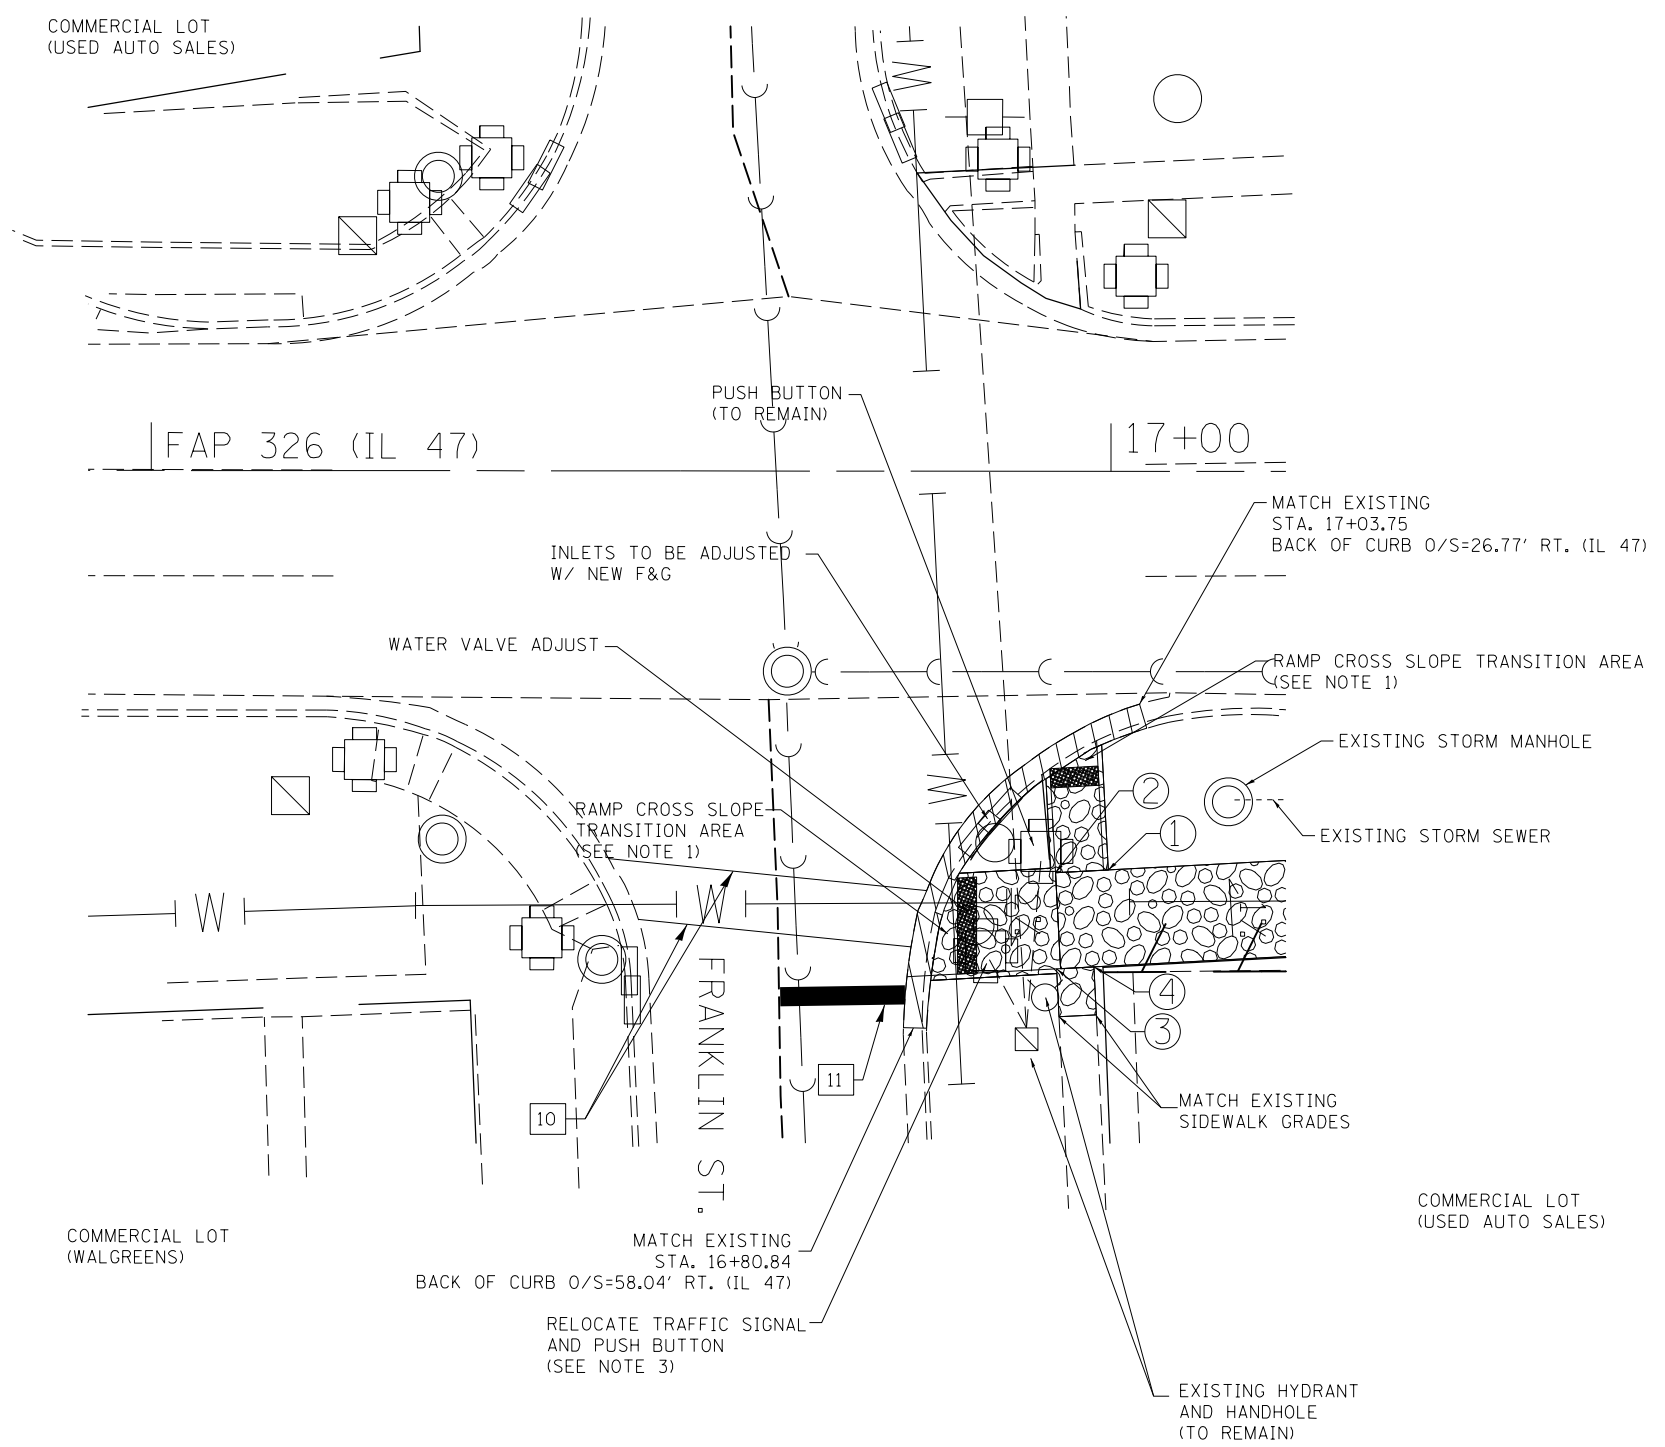 COMMERCIAL LOT
(USED AUTO SALES)
PUSH BUTTON
(TO REMAIN)
FAP 326 (IL 47)
17+00
MATCH EXISTING
STA. 17+03.75
BACK OF CURB O/S=26.77' RT. (IL 47)
INLETS TO BE ADJUSTED
W/ NEW F&G
WATER VALVE ADJUST
RAMP CROSS SLOPE TRANSITION AREA
(SEE NOTE 1)
EXISTING STORM MANHOLE
2
RAMP CROSS SLOPE
TRANSITION AREA
(SEE NOTE 1)
1
EXISTING STORM SEWER
W
W
W
W
FRANKLIN ST.
4
3
11
10
MATCH EXISTING
SIDEWALK GRADES
COMMERCIAL LOT
(USED AUTO SALES)
COMMERCIAL LOT
(WALGREENS)
MATCH EXISTING
STA. 16+80.84
BACK OF CURB O/S=58.04' RT. (IL 47)
RELOCATE TRAFFIC SIGNAL
AND PUSH BUTTON
(SEE NOTE 3)
EXISTING HYDRANT
AND HANDHOLE
(TO REMAIN)